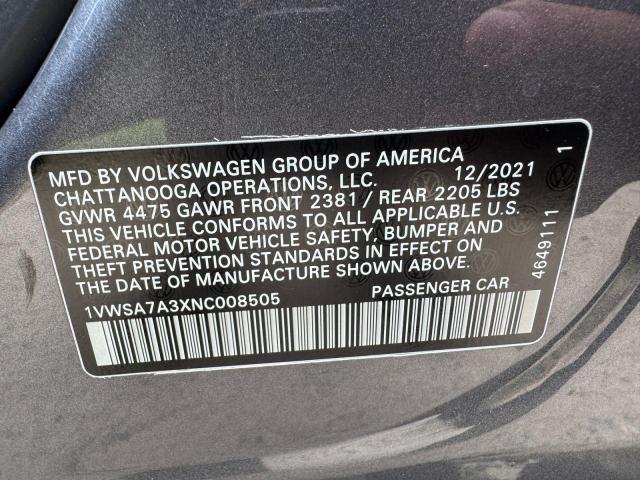 MFD BY VOLKSWAGEN GROUP OF AMERICA
CHATTANOOGA OPERATIONS, LLC. 12/2021
GVWR 4475 GAWR FRONT 2381 / REAR 2205 LBS
THIS VEHICLE CONFORMS TO ALL APPLICABLE U.S.
FEDERAL MOTOR VEHICLE SAFETY, BUMPER AND
THEFT PREVENTION STANDARDS IN EFFECT ON
THE DATE OF MANUFACTURE SHOWN ABOVE.
1VWSA7A3XNC008505 PASSENGER CAR
4649111 1